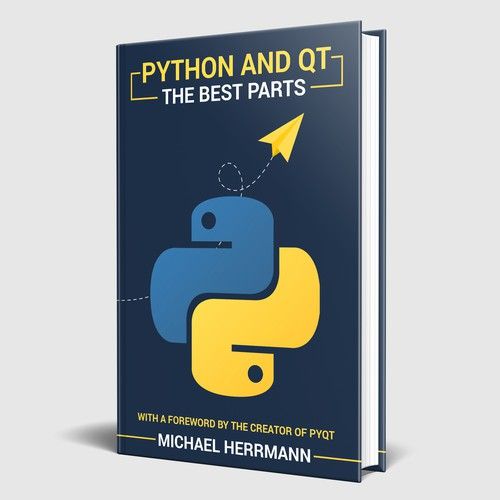 PYTHON AND QT
THE BEST PARTS
WITH A FOREWORD BY THE CREATOR OF PYQT
MICHAEL HERRMANN